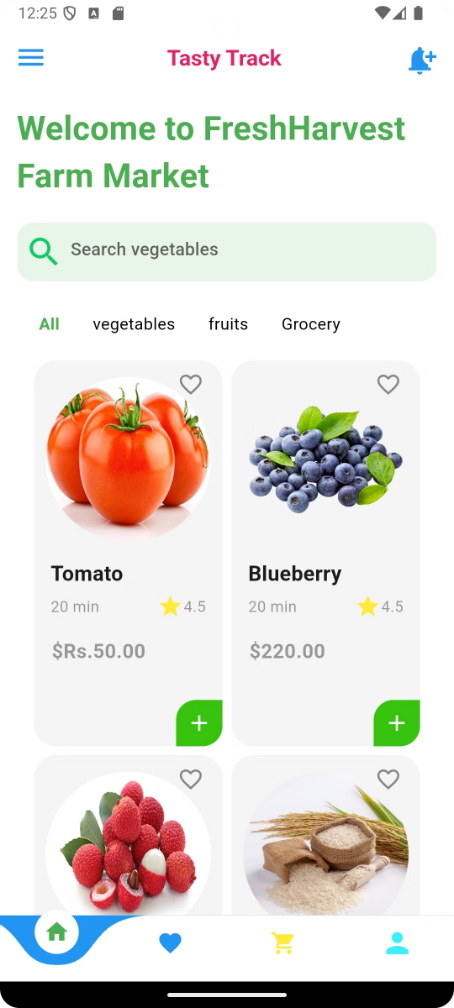 12:25
Tasty Track
Welcome to FreshHarvest
Farm Market
Search vegetables
All vegetables fruits Grocery
Tomato Blueberry
20 min 4.5 20 min 4.5
$Rs.50.00 $220.00